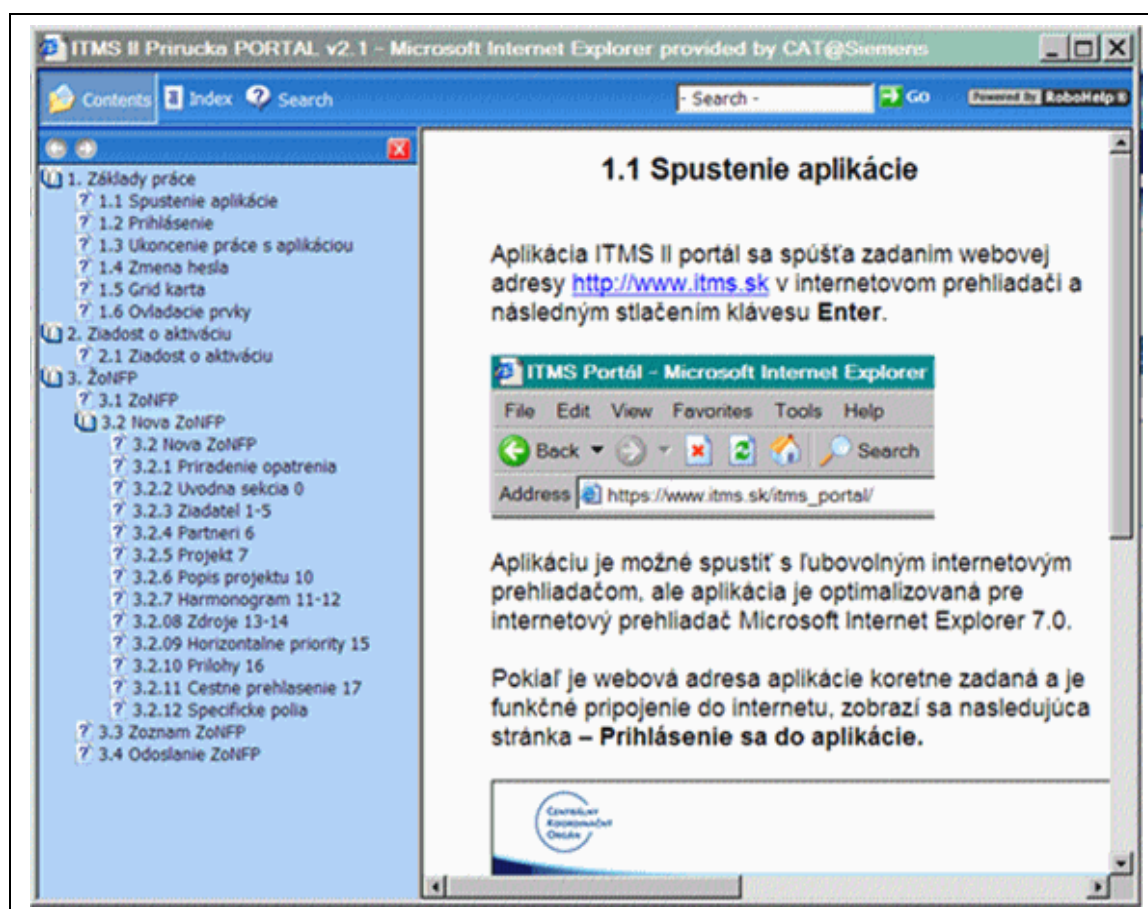 ITMS II Prirucka PORTAL v2.1 - Microsoft Internet Explorer provided by CAT@Siemens
Contents Index Search - Search - Go Powered By RoboHelp ®
1. Základy práce
1.1 Spustenie aplikácie
1.2 Prihlásenie
1.3 Ukoncenie práce s aplikáciou
1.4 Zmena hesla
1.5 Grid karta
1.6 Ovladacie prvky
2. Ziadost o aktiváciu
2.1 Ziadost o aktiváciu
3. ŽoNFP
3.1 ZoNFP
3.2 Nova ZoNFP
3.2 Nova ZoNFP
3.2.1 Priradenie opatrenia
3.2.2 Uvodna sekcia 0
3.2.3 Ziadatel 1-5
3.2.4 Partneri 6
3.2.5 Projekt 7
3.2.6 Popis projektu 10
3.2.7 Harmonogram 11-12
3.2.08 Zdroje 13-14
3.2.09 Horizontalne priority 15
3.2.10 Prilohy 16
3.2.11 Cestne prehlasenie 17
3.2.12 Specificke polia
3.3 Zoznam ZoNFP
3.4 Odoslanie ZoNFP
1.1 Spustenie aplikácie
Aplikácia ITMS II portál sa spúšťa zadaním webovej
adresy http://www.itms.sk v internetovom prehliadači a
následným stlačením klávesu Enter.
ITMS Portál - Microsoft Internet Explorer
File Edit View Favorites Tools Help
Back Search
Address https://www.itms.sk/itms_portal/
Aplikáciu je možné spustiť s ľubovolným internetovým
prehliadačom, ale aplikácia je optimalizovaná pre
internetový prehliadač Microsoft Internet Explorer 7.0.
Pokiaľ je webová adresa aplikácie koretne zadaná a je
funkčné pripojenie do internetu, zobrazí sa nasledujúca
stránka – Prihlásenie sa do aplikácie.
Centrálny
Koordinačný
Orgán